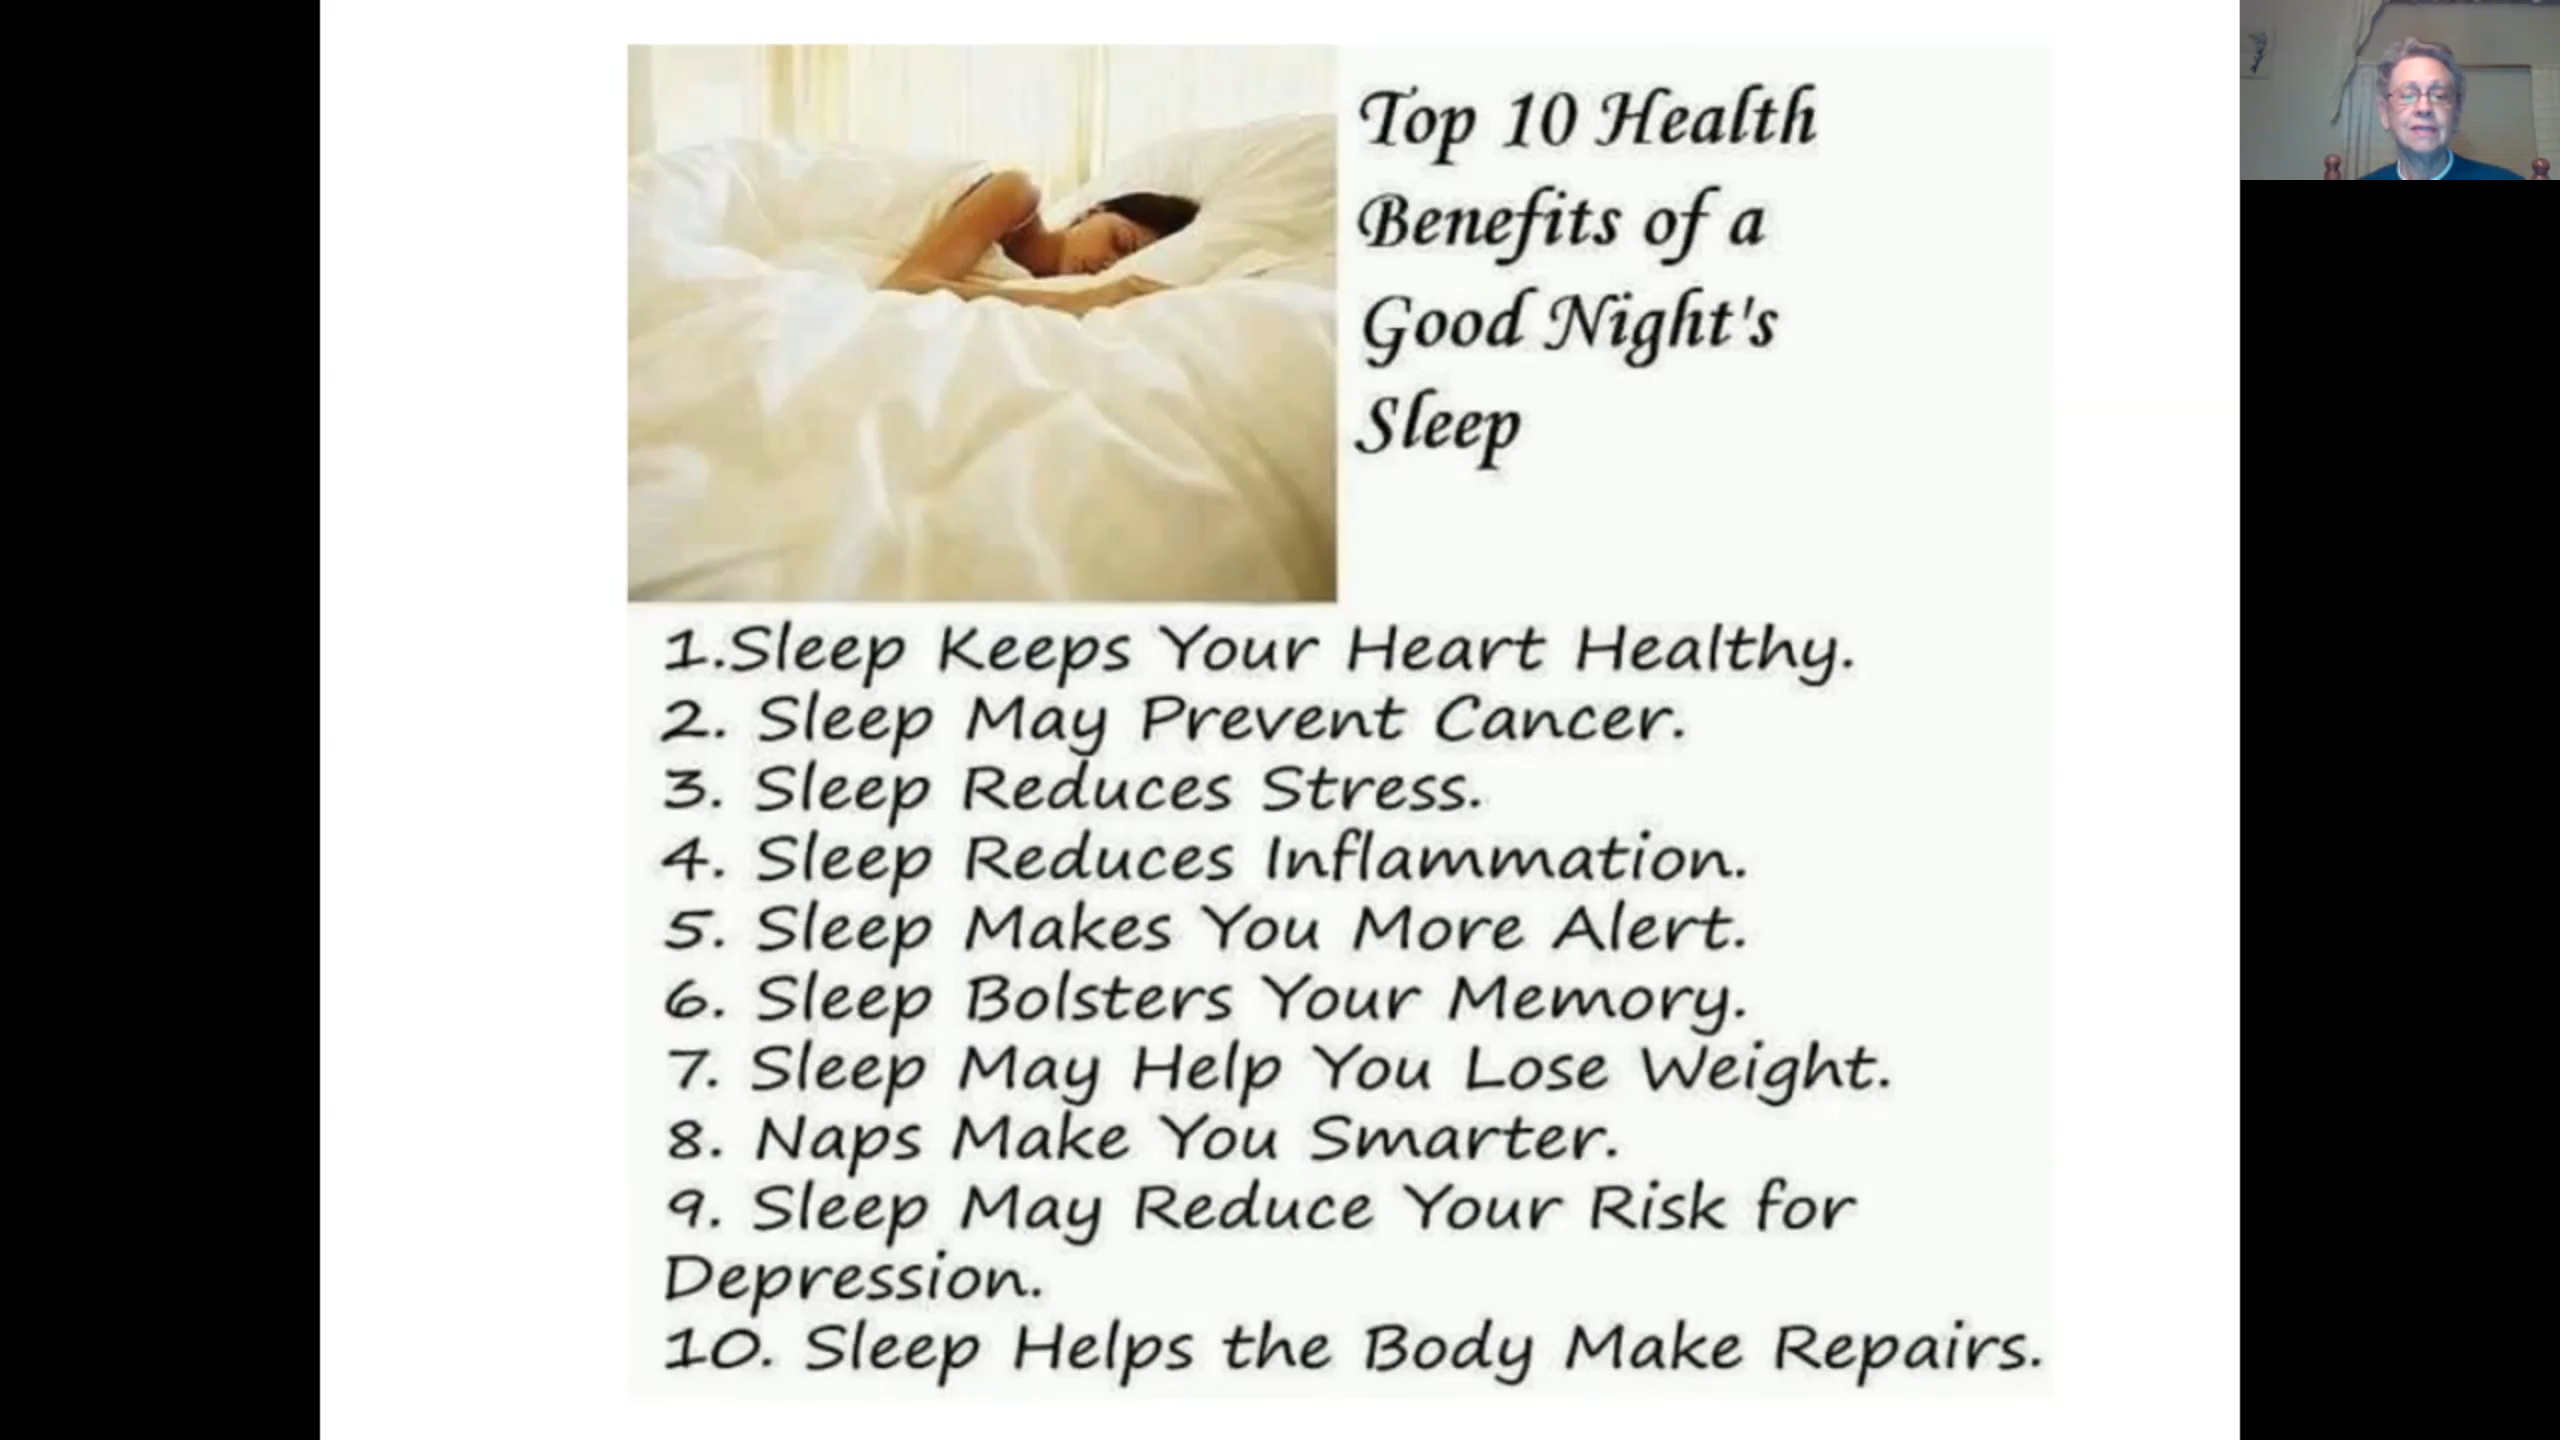 Top 10 Health
Benefits of a
Good Night's
Sleep
1.Sleep Keeps Your Heart Healthy.
2. Sleep May Prevent Cancer.
3. Sleep Reduces Stress.
4. Sleep Reduces Inflammation.
5. Sleep Makes You More Alert.
6. Sleep Bolsters Your Memory.
7. Sleep May Help You Lose Weight.
8. Naps Make You Smarter.
9. Sleep May Reduce Your Risk for
Depression.
10. Sleep Helps the Body Make Repairs.